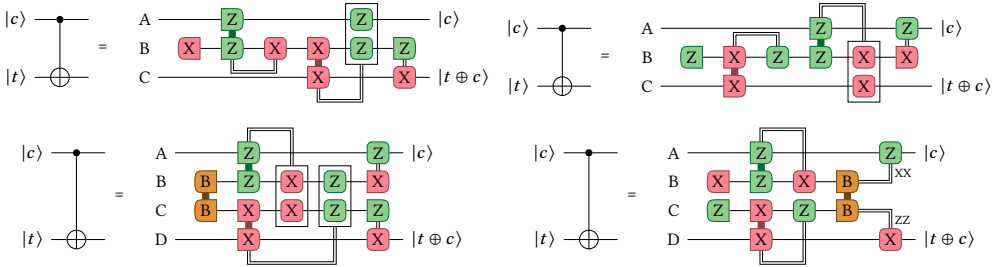 |c⟩ A Z Z |c⟩
= B X Z X X Z Z
|t⟩ C X X |t ⊕ c⟩
A Z Z |c⟩
|c⟩
= B Z X Z Z X X
|t⟩ C X X |t ⊕ c⟩
|c⟩ A Z Z |c⟩
B B Z X Z X
=
C B X X Z Z
|t⟩ D X X |t ⊕ c⟩
|c⟩ A Z Z |c⟩
B X Z X B XX
=
C Z X Z B ZZ
|t⟩ D X X |t ⊕ c⟩